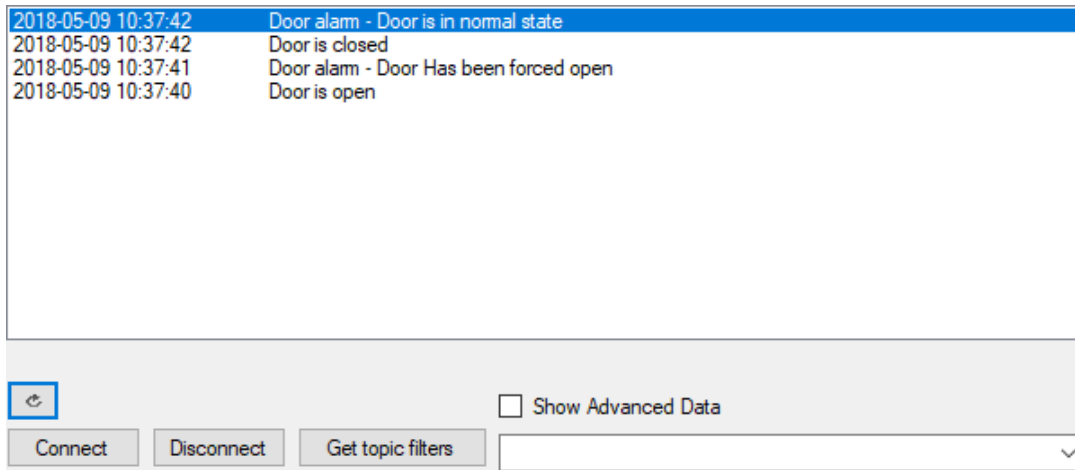 2018-05-09 10:37:42 Door alarm - Door is in normal state
2018-05-09 10:37:42 Door is closed
2018-05-09 10:37:41 Door alarm - Door Has been forced open
2018-05-09 10:37:40 Door is open
Show Advanced Data
Connect Disconnect Get topic filters